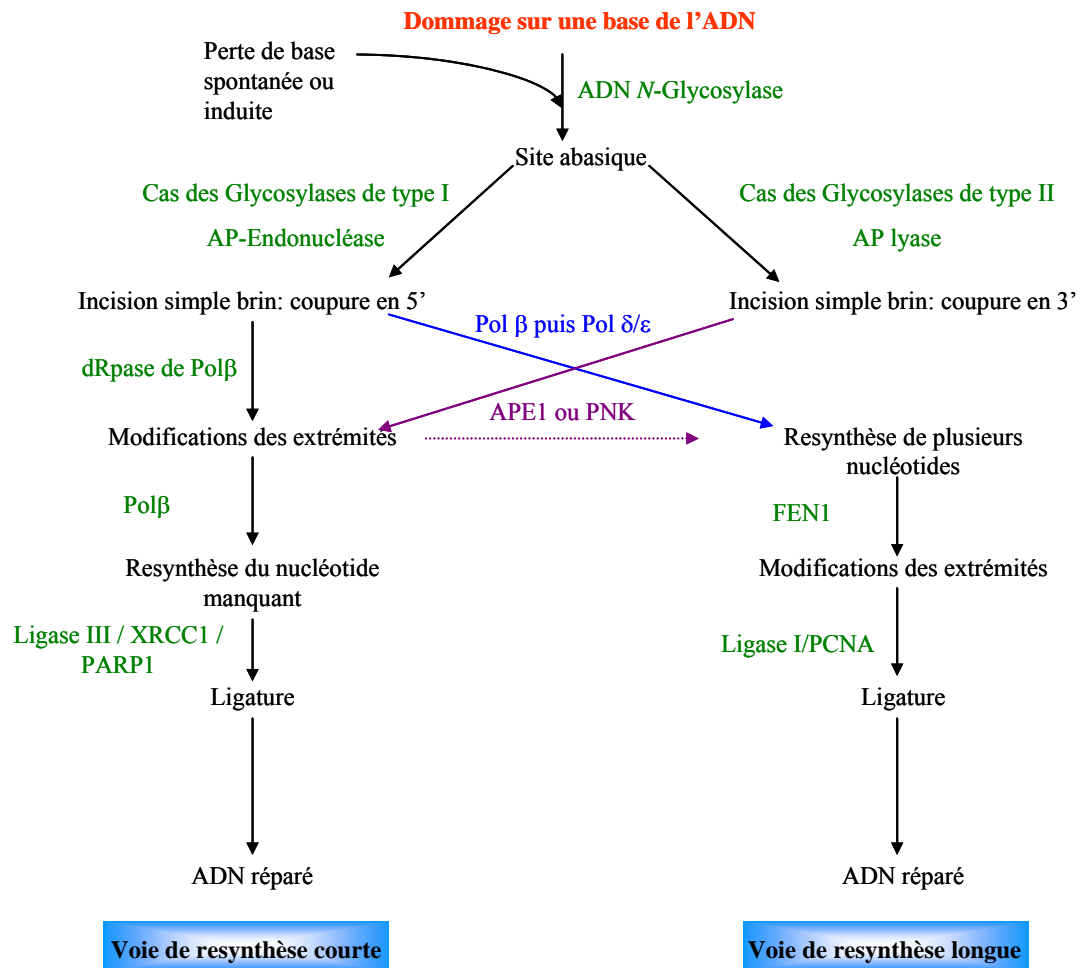 Dommage sur une base de l'ADN
Perte de base
spontanée ou
induite
ADN N-Glycosylase
Site abasique
Cas des Glycosylases de type I
AP-Endonucléase
Cas des Glycosylases de type II
AP lyase
Incision simple brin: coupure en 5'
Incision simple brin: coupure en 3'
Pol β puis Pol δ/ε
dRpase de Polβ
APE1 ou PNK
Modifications des extrémités
Resynthèse de plusieurs
nucléotides
Polβ
FEN1
Resynthèse du nucléotide
manquant
Modifications des extrémités
Ligase III / XRCC1 /
PARP1
Ligase I/PCNA
Ligature
Ligature
ADN réparé
ADN réparé
Voie de resynthèse courte
Voie de resynthèse longue